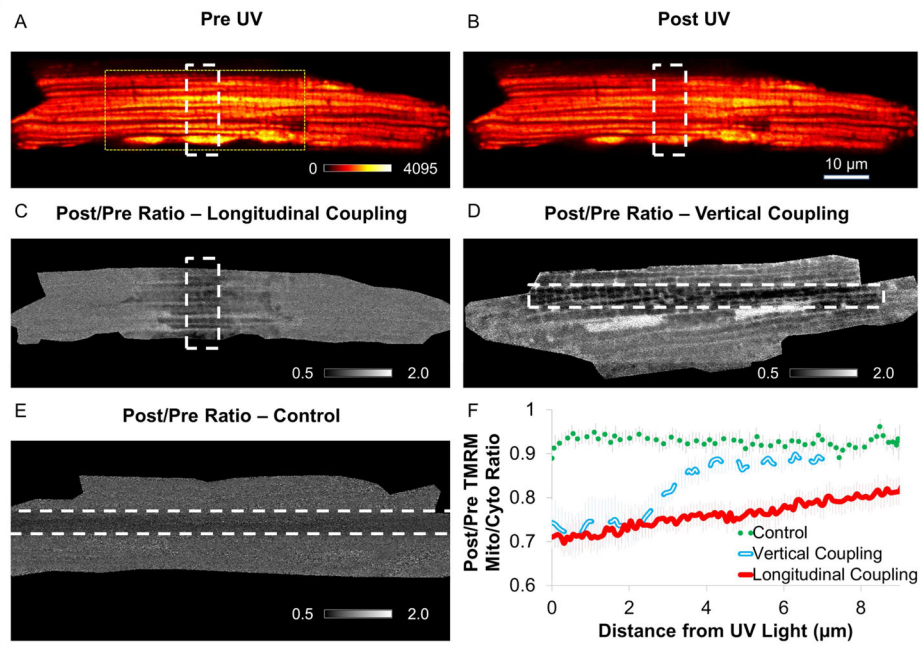 A Pre UV
B Post UV
0 4095
10 µm
C Post/Pre Ratio – Longitudinal Coupling
D Post/Pre Ratio – Vertical Coupling
0.5 2.0
0.5 2.0
E Post/Pre Ratio – Control
0.5 2.0
F
Post/Pre TMRM
Mito/Cyto Ratio
1
0.9
0.8
0.7
0.6
Control
Vertical Coupling
Longitudinal Coupling
0 2 4 6 8
Distance from UV Light (µm)